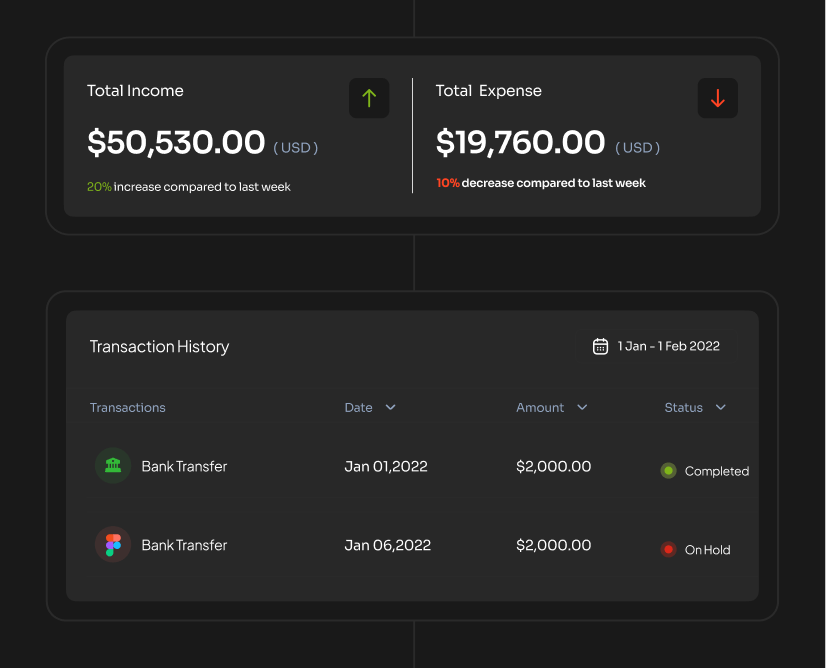 Total Income
$50,530.00 ( USD )
20% increase compared to last week
Total Expense
$19,760.00 ( USD )
10% decrease compared to last week
Transaction History
1 Jan - 1 Feb 2022
Transactions Date Amount Status
Bank Transfer Jan 01,2022 $2,000.00 Completed
Bank Transfer Jan 06,2022 $2,000.00 On Hold